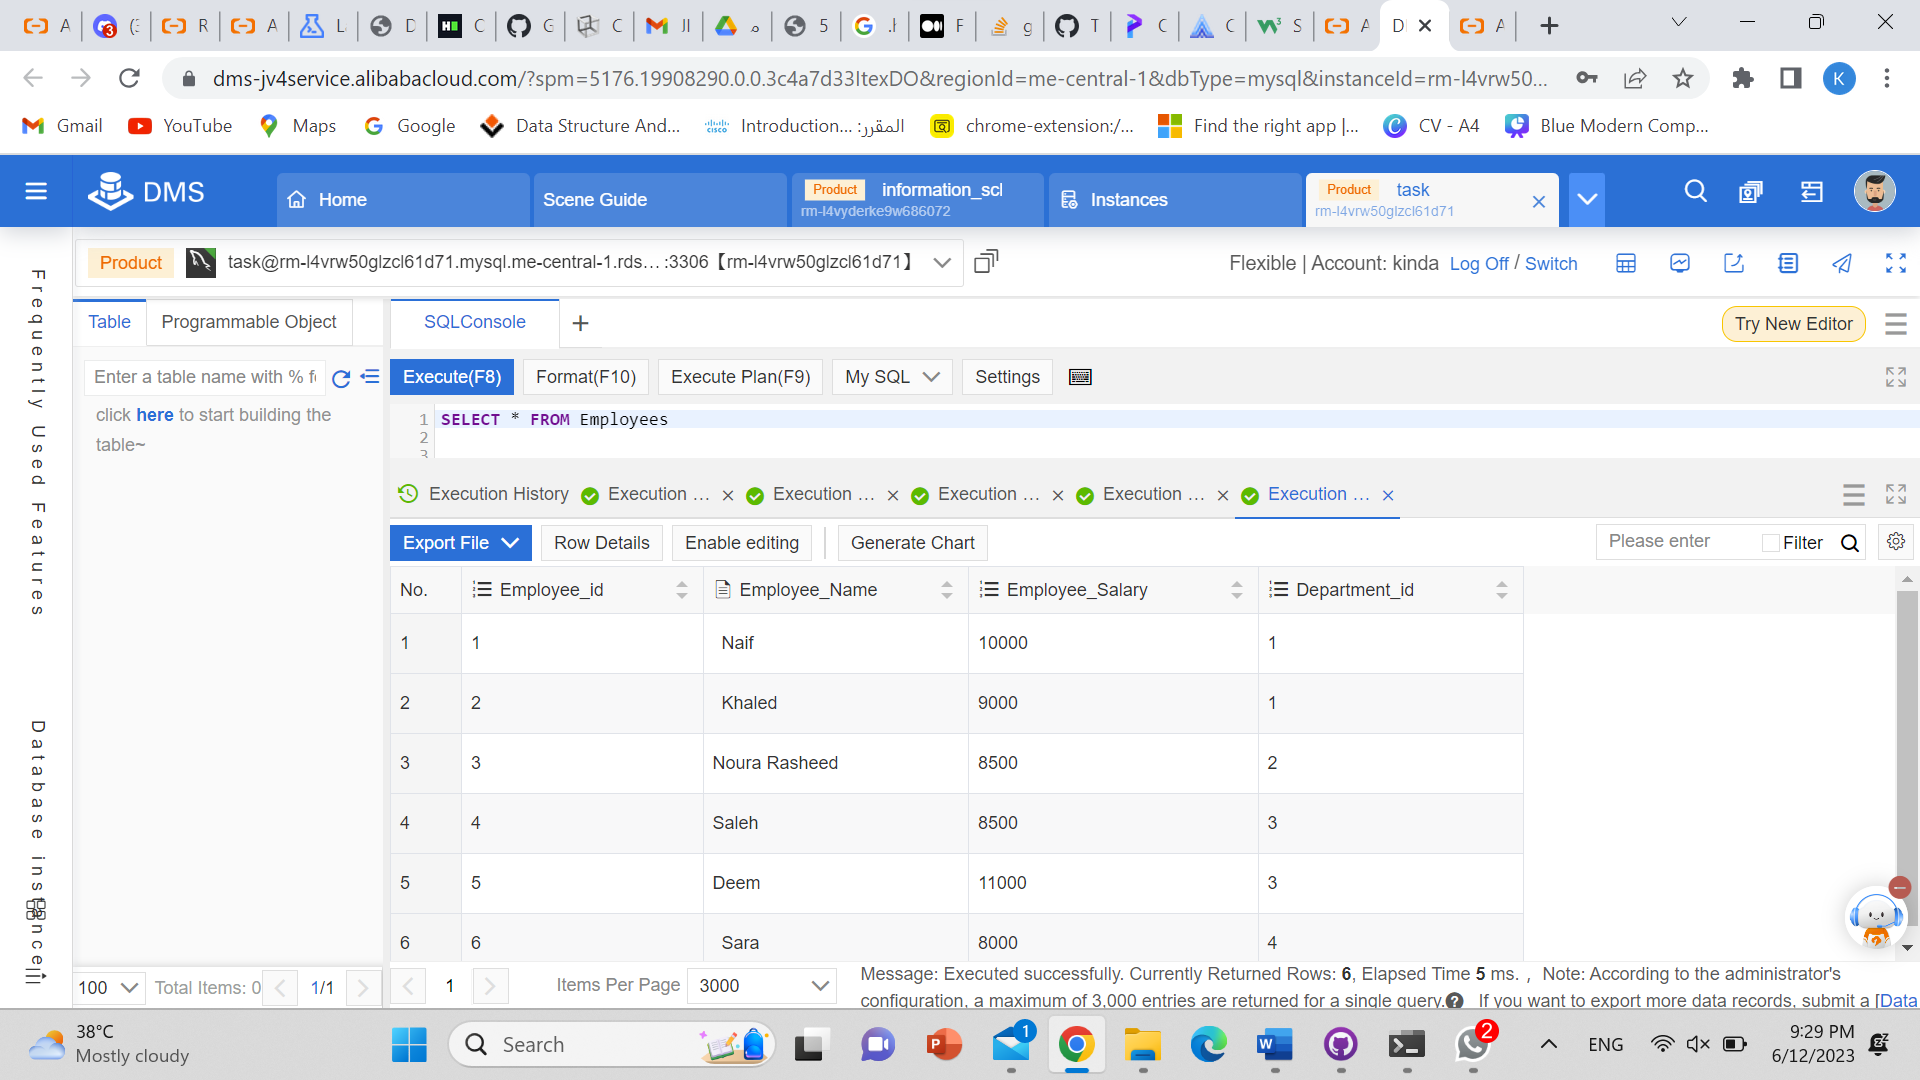 A
(3
R
A
L
D
C
G
C
JI
م
5
.l
F
g
T
C
C
S
A
D
A
dms-jv4service.alibabacloud.com/?spm=5176.19908290.0.0.3c4a7d33ItexDO&regionId=me-central-1&dbType=mysql&instanceId=rm-l4vrw50...
K
Gmail
YouTube
Maps
Google
Data Structure And...
Introduction... :المقرر
chrome-extension:/...
Find the right app |...
CV - A4
Blue Modern Comp...
DMS
Home
Scene Guide
Product information_scl
rm-l4vyderke9w686072
Instances
Product task
rm-l4vrw50glzcl61d71
Product
task@rm-l4vrw50glzcl61d71.mysql.me-central-1.rds... :3306【rm-l4vrw50glzcl61d71】
Flexible | Account: kinda Log Off / Switch
Frequently Used Features
Database instance li
Table
Programmable Object
SQLConsole
Try New Editor
Enter a table name with % f
click here to start building the
table~
Execute(F8)
Format(F10)
Execute Plan(F9)
My SQL
Settings
1 SELECT * FROM Employees
2
3
Execution History
Execution ...
Execution ...
Execution ...
Execution ...
Execution ...
Export File
Row Details
Enable editing
Generate Chart
Please enter
Filter
No. Employee_id Employee_Name Employee_Salary Department_id
1 1 Naif 10000 1
2 2 Khaled 9000 1
3 3 Noura Rasheed 8500 2
4 4 Saleh 8500 3
5 5 Deem 11000 3
6 6 Sara 8000 4
100 Total Items: 0 1/1
1 Items Per Page 3000
Message: Executed successfully. Currently Returned Rows: 6, Elapsed Time 5 ms. , Note: According to the administrator's
configuration, a maximum of 3,000 entries are returned for a single query. If you want to export more data records, submit a [Data
38°C
Mostly cloudy
Search
1
2
ENG
9:29 PM
6/12/2023